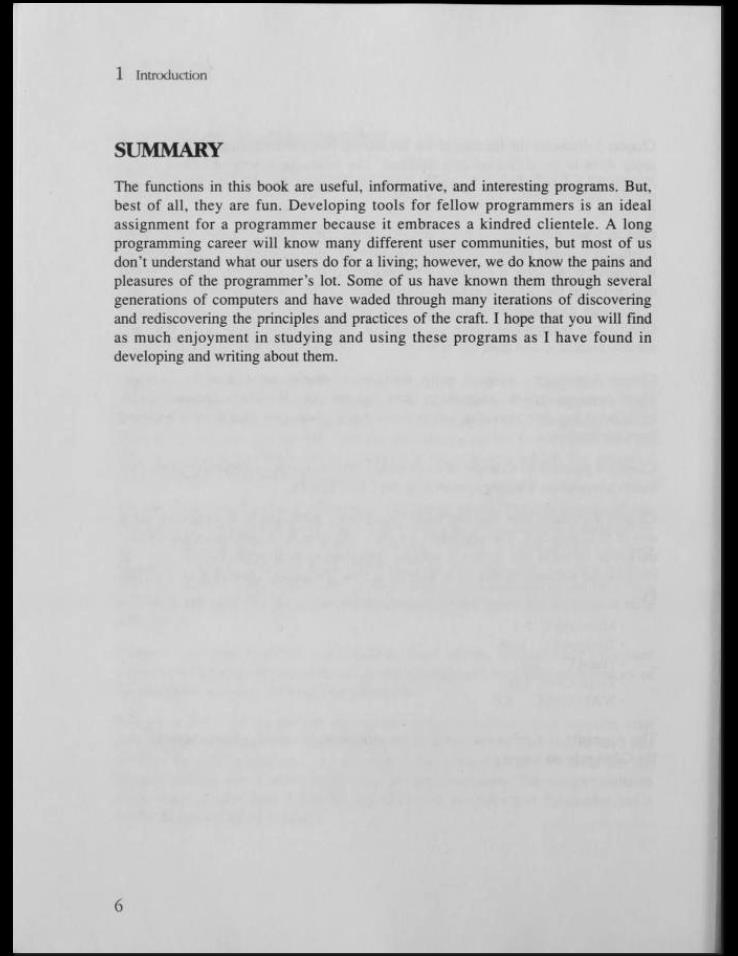 1 Introduction
SUMMARY
The functions in this book are useful, informative, and interesting programs. But,
best of all, they are fun. Developing tools for fellow programmers is an ideal
assignment for a programmer because it embraces a kindred clientele. A long
programming career will know many different user communities, but most of us
don't understand what our users do for a living; however, we do know the pains and
pleasures of the programmer's lot. Some of us have known them through several
generations of computers and have waded through many iterations of discovering
and rediscovering the principles and practices of the craft. I hope that you will find
as much enjoyment in studying and using these programs as I have found in
developing and writing about them.
6